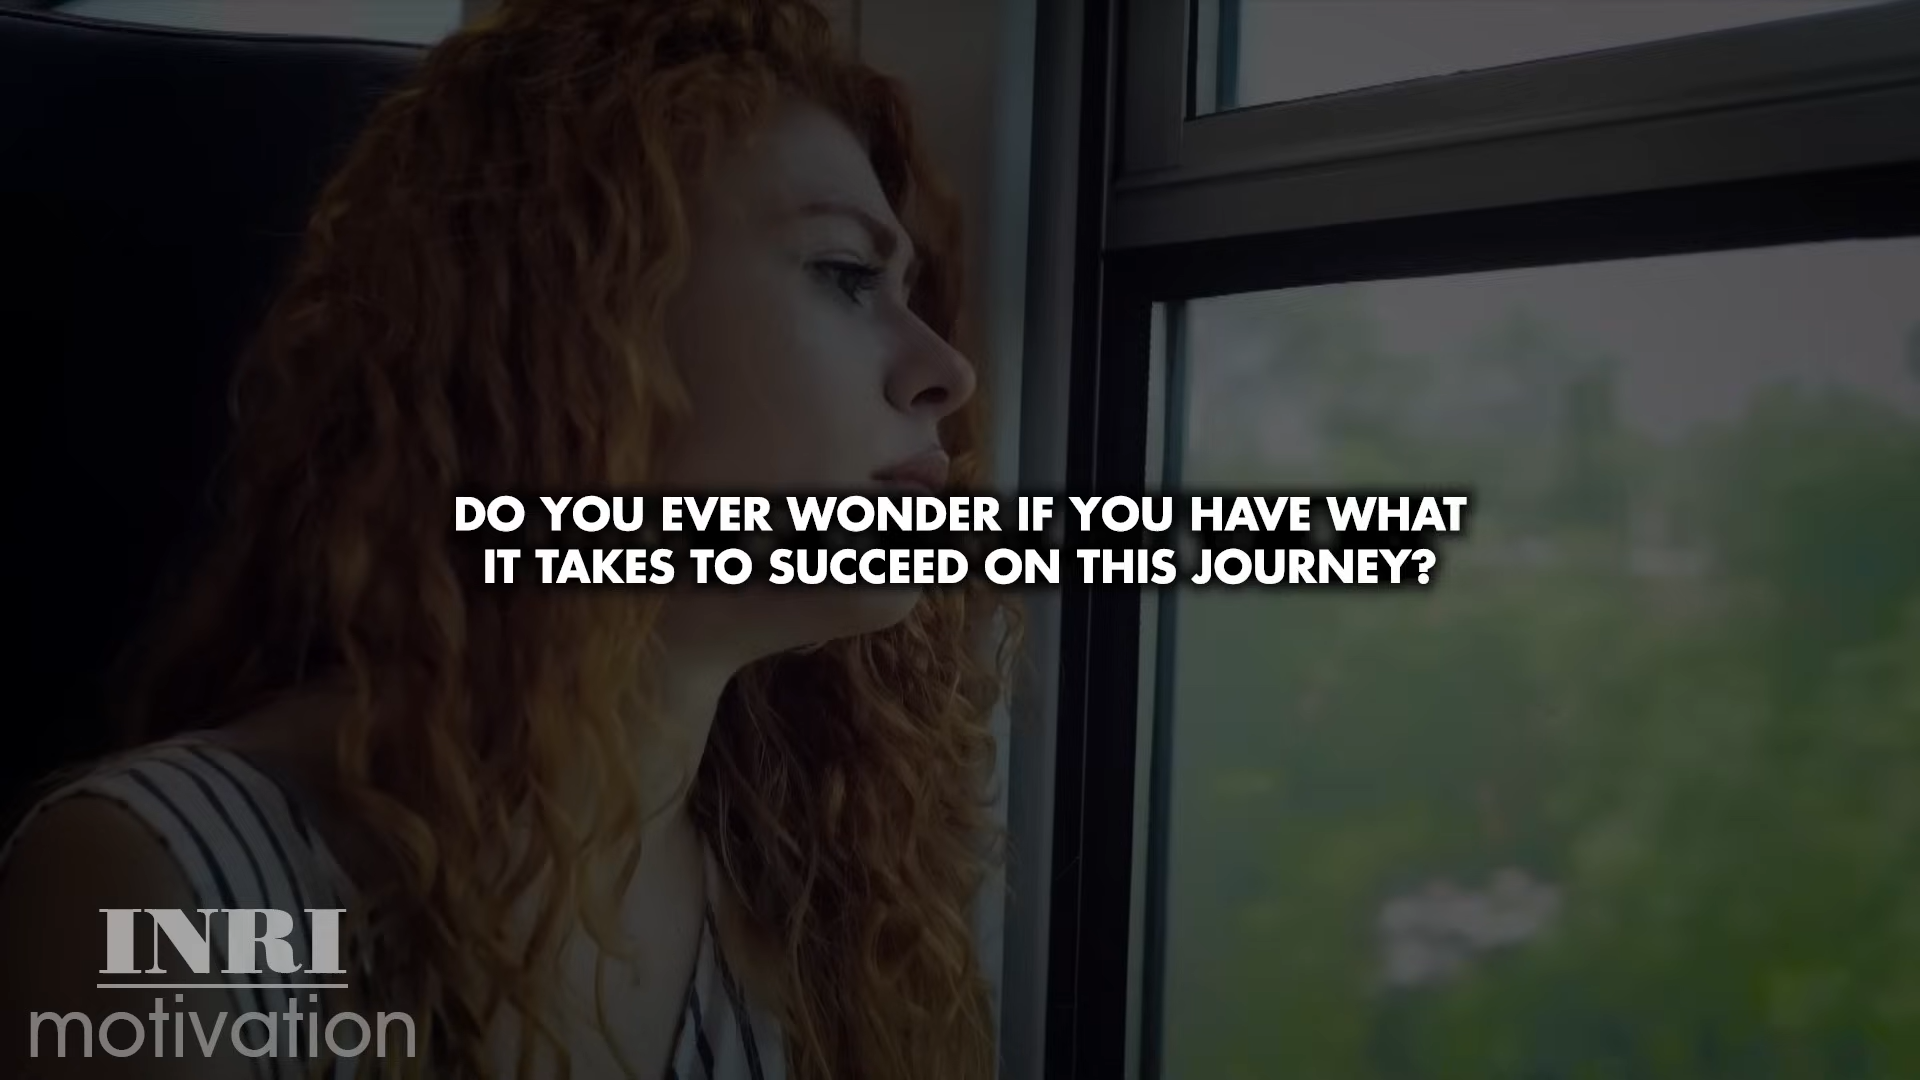 DO YOU EVER WONDER IF YOU HAVE WHAT
IT TAKES TO SUCCEED ON THIS JOURNEY?
INRI
motivation